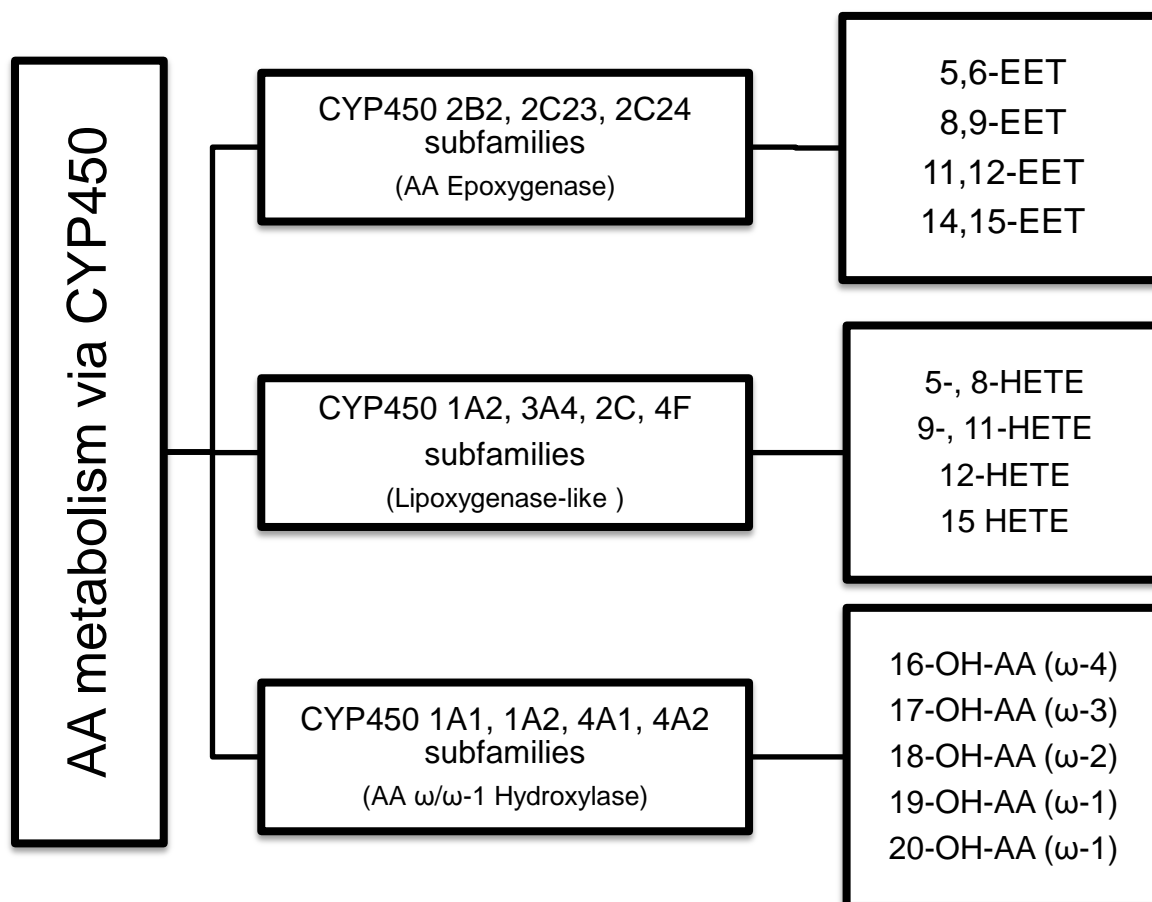 AA metabolism via CYP450
CYP450 2B2, 2C23, 2C24
subfamilies
(AA Epoxygenase)
5,6-EET
8,9-EET
11,12-EET
14,15-EET
CYP450 1A2, 3A4, 2C, 4F
subfamilies
(Lipoxygenase-like )
5-, 8-HETE
9-, 11-HETE
12-HETE
15 HETE
CYP450 1A1, 1A2, 4A1, 4A2
subfamilies
(AA ω/ω-1 Hydroxylase)
16-OH-AA (ω-4)
17-OH-AA (ω-3)
18-OH-AA (ω-2)
19-OH-AA (ω-1)
20-OH-AA (ω-1)